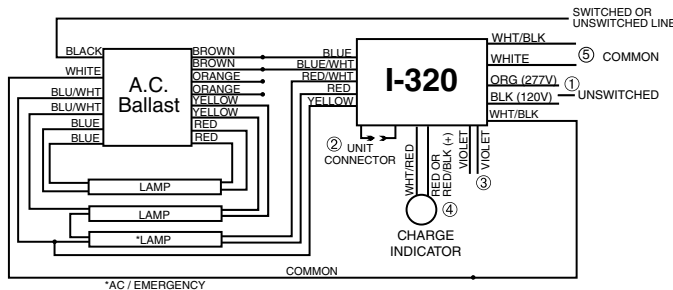 SWITCHED OR
UNSWITCHED LINE
BLACK
WHITE
BLU/WHT
BLU/WHT
BLUE
BLUE
A.C.
Ballast
BROWN
BROWN
ORANGE
ORANGE
YELLOW
YELLOW
RED
RED
BLUE
BLUE/WHT
RED/WHT
RED
YELLOW
I-320
WHT/BLK
WHITE
⑤ COMMON
ORG (277V) ①
BLK (120V) UNSWITCHED
WHT/BLK
② UNIT
CONNECTOR
WHT/RED
RED OR
RED/BLK (+)
VIOLET
VIOLET
③
④
CHARGE
INDICATOR
LAMP
LAMP
*LAMP
COMMON
*AC / EMERGENCY